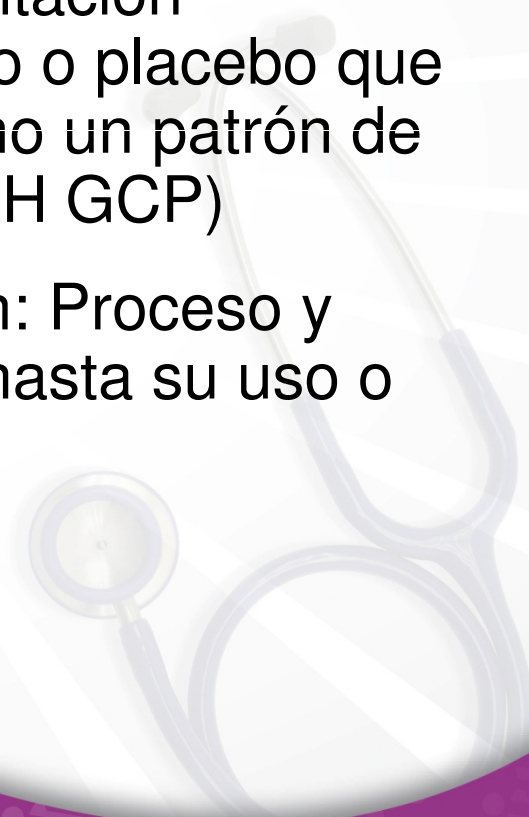 o o placebo que
no un patrón de
H GCP)
n: Proceso y
hasta su uso o